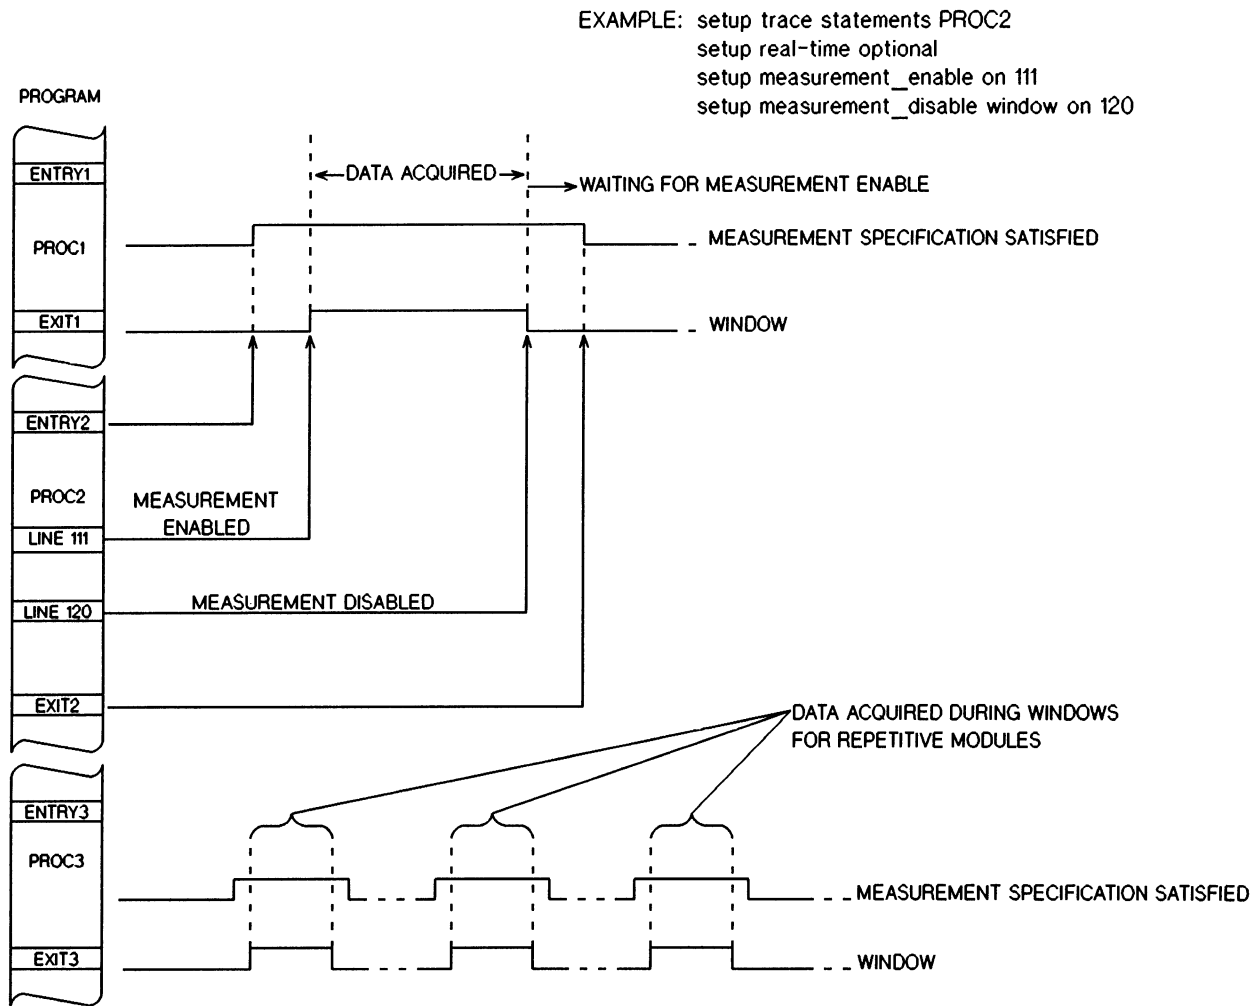 EXAMPLE: setup trace statements PROC2
setup real-time optional
setup measurement_enable on 111
setup measurement_disable window on 120
PROGRAM
ENTRY1
DATA ACQUIRED
WAITING FOR MEASUREMENT ENABLE
PROC1
MEASUREMENT SPECIFICATION SATISFIED
EXIT1
WINDOW
ENTRY2
PROC2
MEASUREMENT
ENABLED
LINE 111
MEASUREMENT DISABLED
LINE 120
EXIT2
DATA ACQUIRED DURING WINDOWS
FOR REPETITIVE MODULES
ENTRY3
PROC3
MEASUREMENT SPECIFICATION SATISFIED
EXIT3
WINDOW